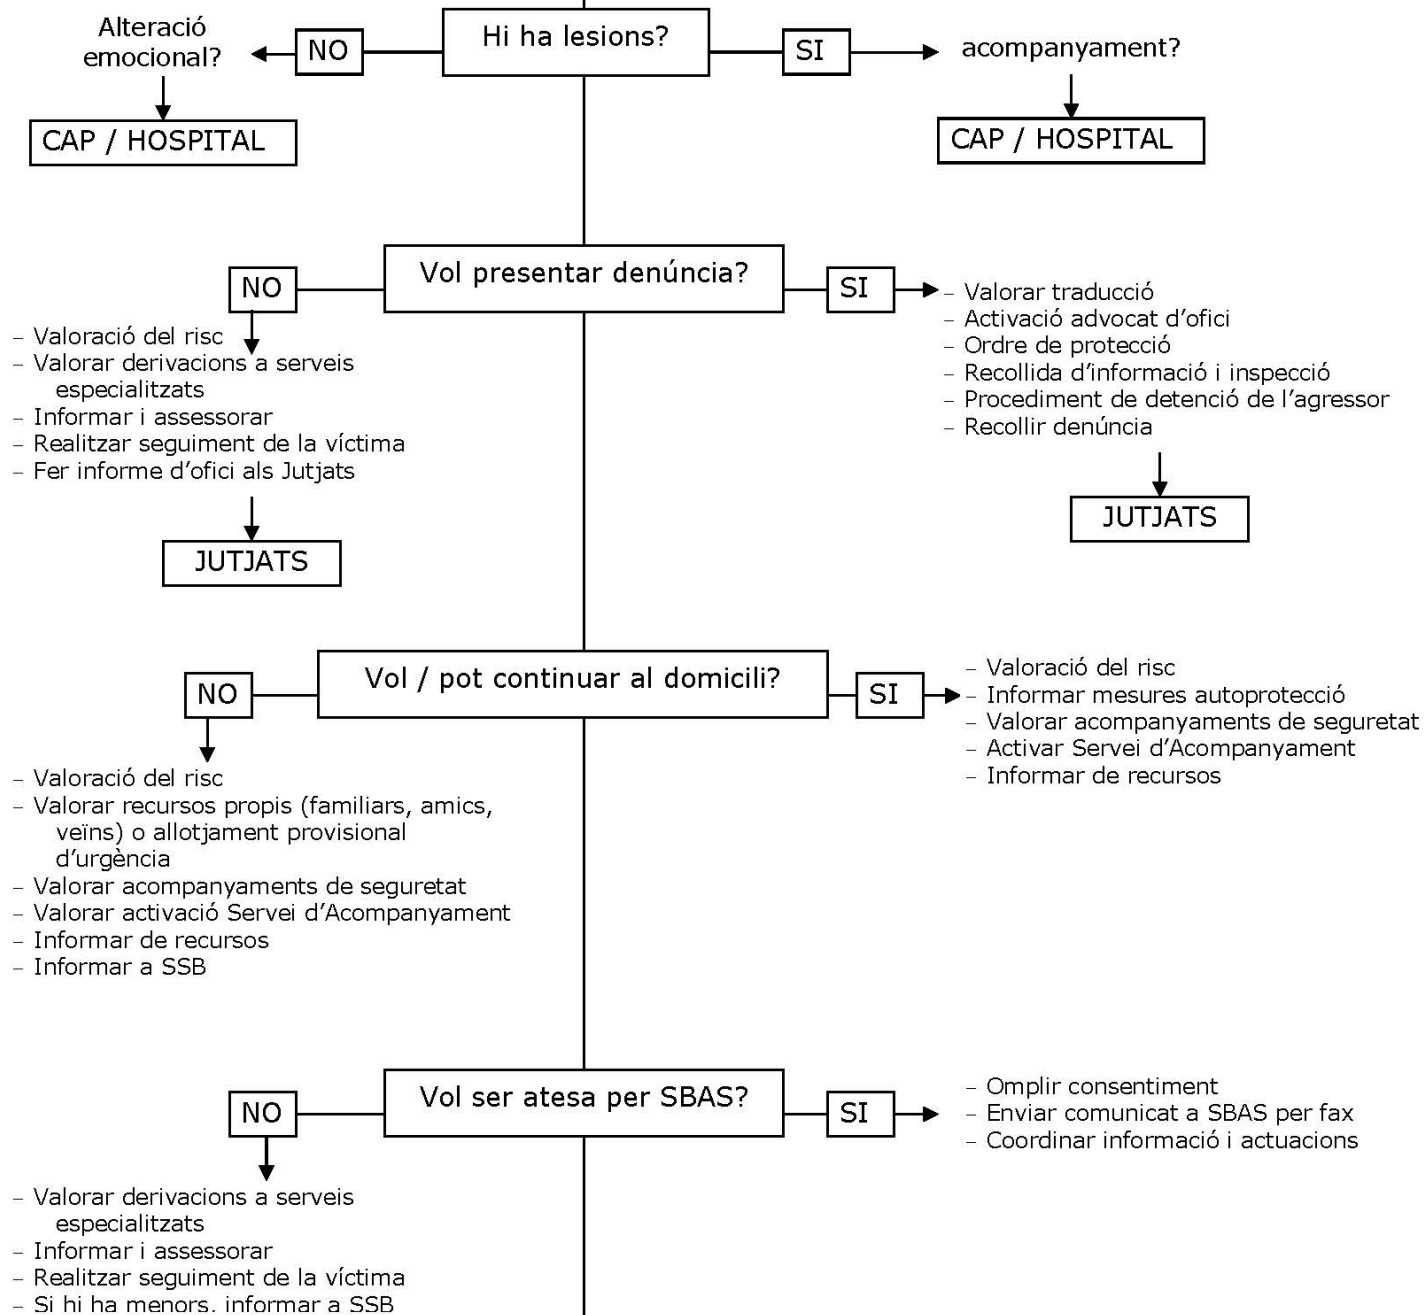 Hi ha lesions?
NO
Alteració
emocional?
CAP / HOSPITAL
SI
acompanyament?
CAP / HOSPITAL
Vol presentar denúncia?
NO
– Valoració del risc
– Valorar derivacions a serveis
especialitzats
– Informar i assessorar
– Realitzar seguiment de la víctima
– Fer informe d’ofici als Jutjats
JUTJATS
SI
– Valorar traducció
– Activació advocat d’ofici
– Ordre de protecció
– Recollida d’informació i inspecció
– Procediment de detenció de l’agressor
– Recollir denúncia
JUTJATS
Vol / pot continuar al domicili?
NO
– Valoració del risc
– Valorar recursos propis (familiars, amics,
veïns) o allotjament provisional
d’urgència
– Valorar acompanyaments de seguretat
– Valorar activació Servei d’Acompanyament
– Informar de recursos
– Informar a SSB
SI
– Valoració del risc
– Informar mesures autoprotecció
– Valorar acompanyaments de seguretat
– Activar Servei d’Acompanyament
– Informar de recursos
Vol ser atesa per SBAS?
NO
– Valorar derivacions a serveis
especialitzats
– Informar i assessorar
– Realitzar seguiment de la víctima
– Si hi ha menors, informar a SSB
SI
– Omplir consentiment
– Enviar comunicat a SBAS per fax
– Coordinar informació i actuacions